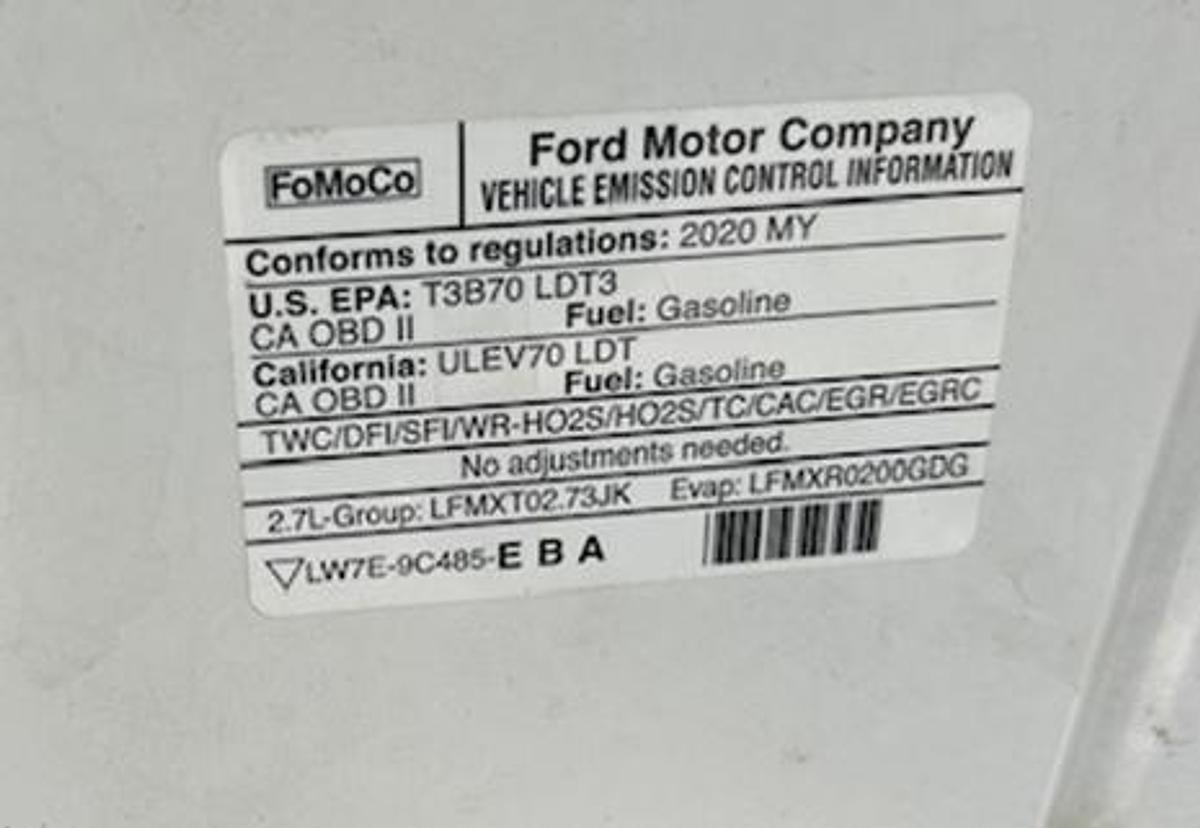 FoMoCo
Ford Motor Company
VEHICLE EMISSION CONTROL INFORMATION
Conforms to regulations: 2020 MY
U.S. EPA: T3B70 LDT3
CA OBD II Fuel: Gasoline
California: ULEV70 LDT
CA OBD II Fuel: Gasoline
TWC/DFI/SFI/WR-HO2S/HO2S/TC/CAC/EGR/EGRC
No adjustments needed.
2.7L-Group: LFMXT02.73JK Evap: LFMXR0200GDG
LW7E-9C485-E B A